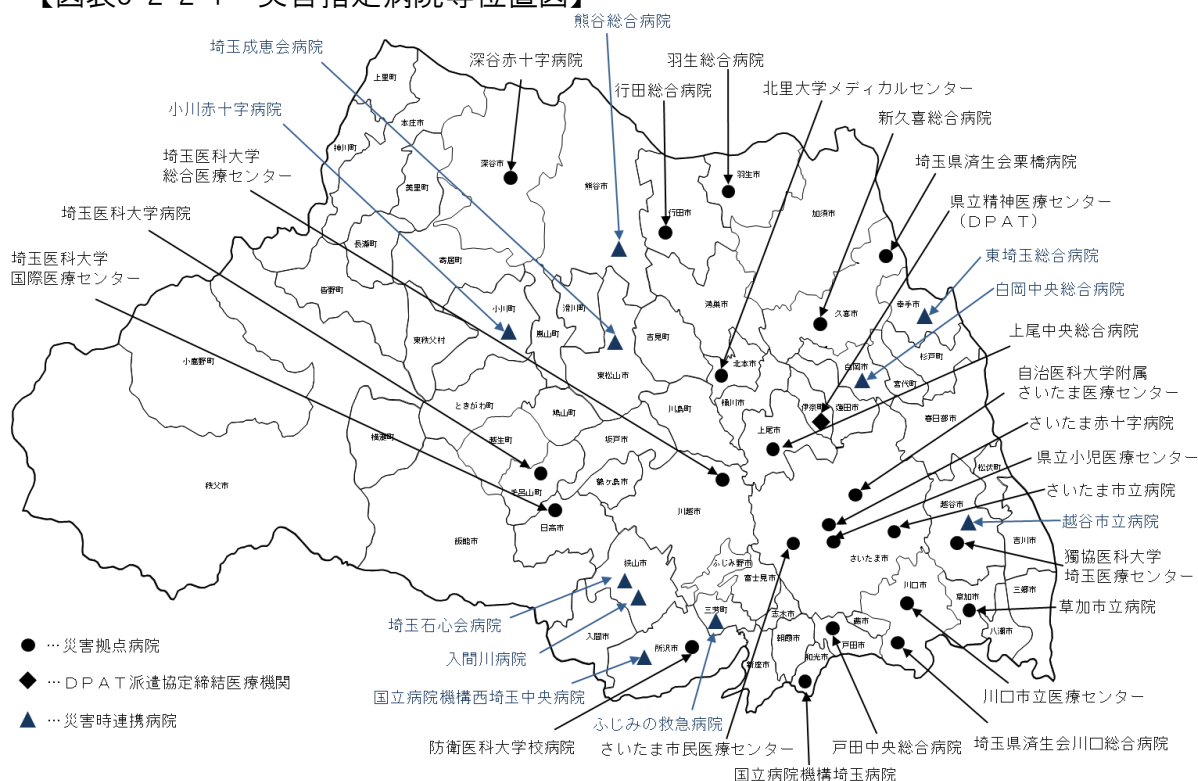 【図表3-2-2-1 災害指定病院等位置図】
熊谷総合病院
埼玉成恵会病院
深谷赤十字病院
羽生総合病院
行田総合病院
北里大学メディカルセンター
小川赤十字病院
新久喜総合病院
埼玉医科大学
総合医療センター
埼玉県済生会栗橋病院
埼玉医科大学病院
県立精神医療センター
(DPAT)
埼玉医科大学
国際医療センター
東埼玉総合病院
白岡中央総合病院
上尾中央総合病院
自治医科大学附属
さいたま医療センター
さいたま赤十字病院
県立小児医療センター
さいたま市立病院
越谷市立病院
獨協医科大学
埼玉医療センター
草加市立病院
川口市立医療センター
埼玉県済生会川口総合病院
戸田中央総合病院
国立病院機構埼玉病院
さいたま市民医療センター
ふじみの救急病院
防衛医科大学校病院
国立病院機構西埼玉中央病院
入間川病院
埼玉石心会病院
上里町
本庄市
神川町
美里町
深谷市
熊谷市
行田市
羽生市
加須市
長瀞町
皆野町
寄居町
小川町
嵐山町
滑川町
吉見町
鴻巣市
久喜市
幸手市
杉戸町
宮代町
白岡市
蓮田市
伊奈町
北本市
桶川市
上尾市
東秩父村
小鹿野町
秩父市
横瀬町
ときがわ町
東松山市
川島町
鳩山町
越生町
毛呂山町
坂戸市
鶴ヶ島市
日高市
飯能市
川越市
狭山市
入間市
所沢市
三芳町
ふじみ野市
富士見市
志木市
朝霞市
新座市
和光市
戸田市
蕨市
川口市
さいたま市
春日部市
松伏町
越谷市
吉川市
三郷市
草加市
八潮市
●…災害拠点病院
◆…DPAT派遣協定締結医療機関
▲…災害時連携病院